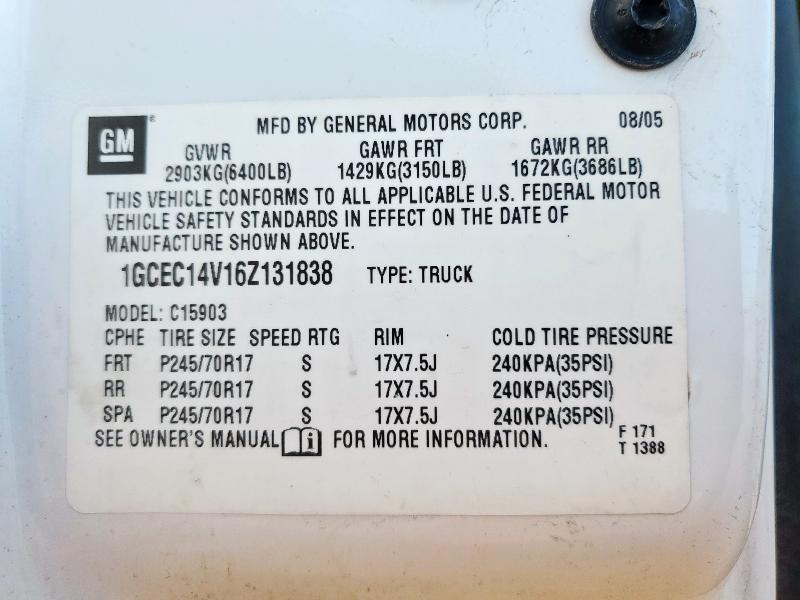 GM ® MFD BY GENERAL MOTORS CORP. 08/05
GVWR GAWR FRT GAWR RR
2903KG(6400LB) 1429KG(3150LB) 1672KG(3686LB)
THIS VEHICLE CONFORMS TO ALL APPLICABLE U.S. FEDERAL MOTOR
VEHICLE SAFETY STANDARDS IN EFFECT ON THE DATE OF
MANUFACTURE SHOWN ABOVE.
1GCEC14V16Z131838 TYPE: TRUCK
MODEL: C15903
CPHE TIRE SIZE SPEED RTG RIM COLD TIRE PRESSURE
FRT P245/70R17 S 17X7.5J 240KPA(35PSI)
RR P245/70R17 S 17X7.5J 240KPA(35PSI)
SPA P245/70R17 S 17X7.5J 240KPA(35PSI)
SEE OWNER'S MANUAL i FOR MORE INFORMATION. F 171
T 1388